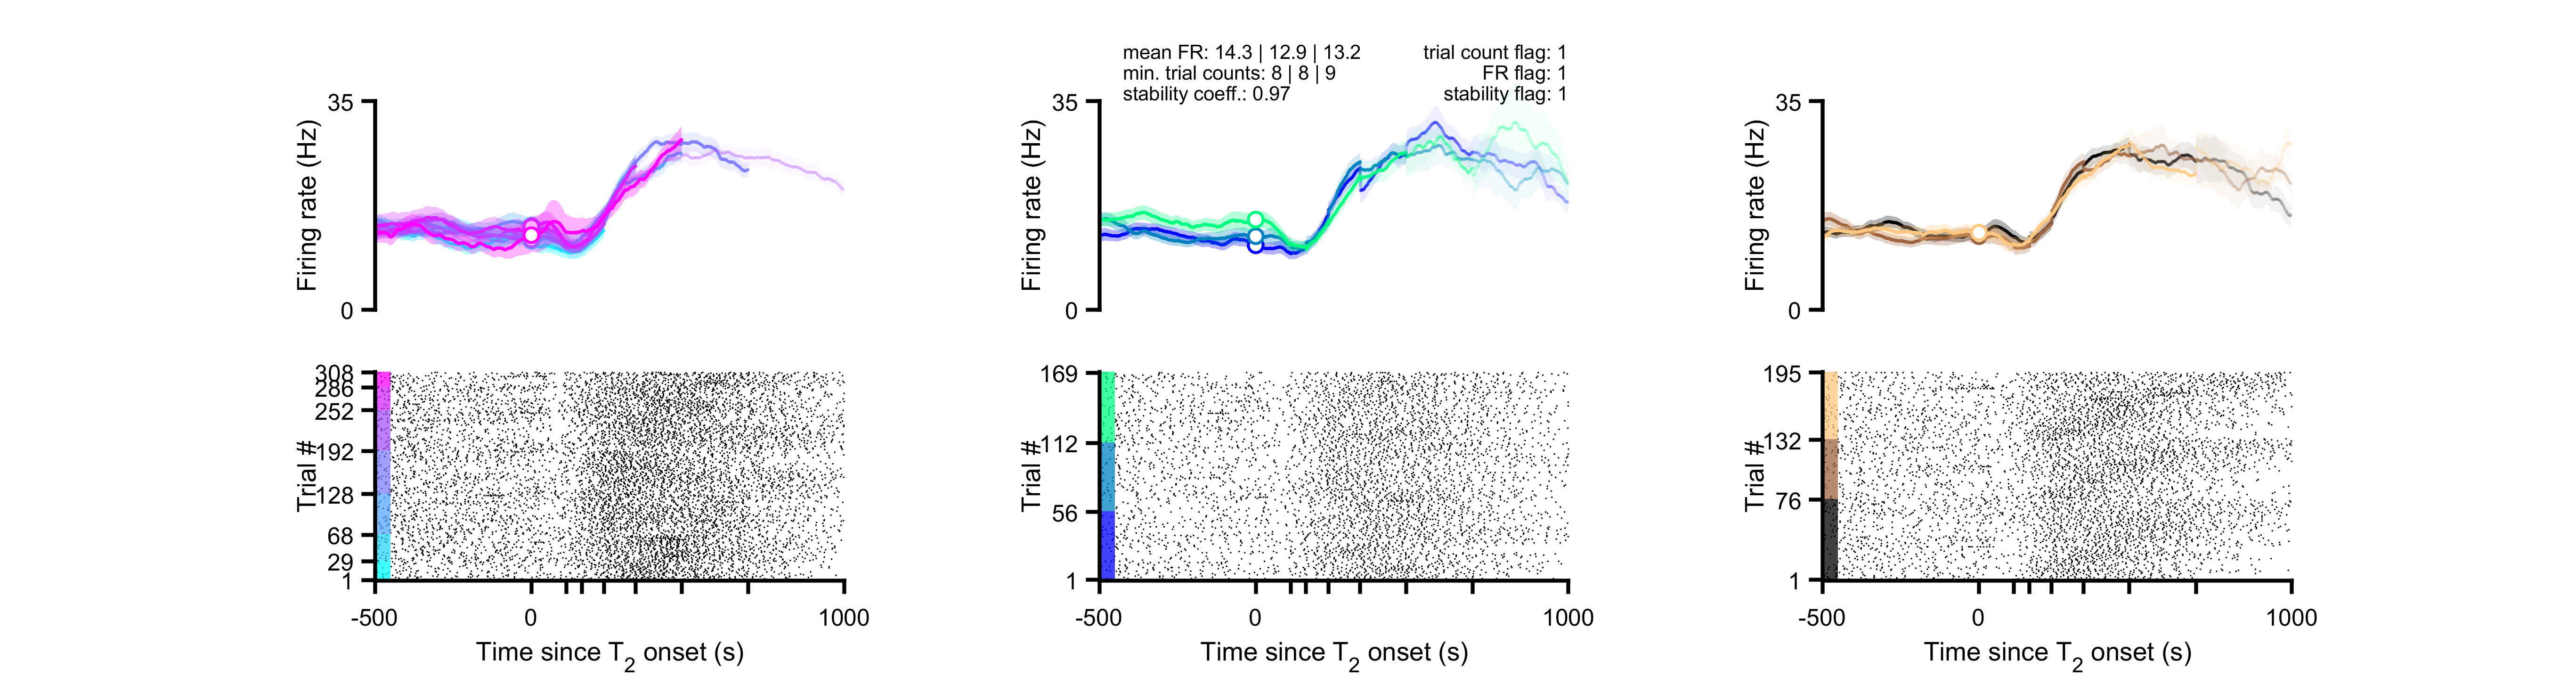 mean FR: 14.3 | 12.9 | 13.2
min. trial counts: 8 | 8 | 9
stability coeff.: 0.97
trial count flag: 1
FR flag: 1
stability flag: 1
35
Firing rate (Hz)
0
35
Firing rate (Hz)
0
35
Firing rate (Hz)
0
308
286
252
192
128
68
29
1
Trial #
-500
0
1000
Time since T2 onset (s)
169
112
56
1
Trial #
-500
0
1000
Time since T2 onset (s)
195
132
76
1
Trial #
-500
0
1000
Time since T2 onset (s)